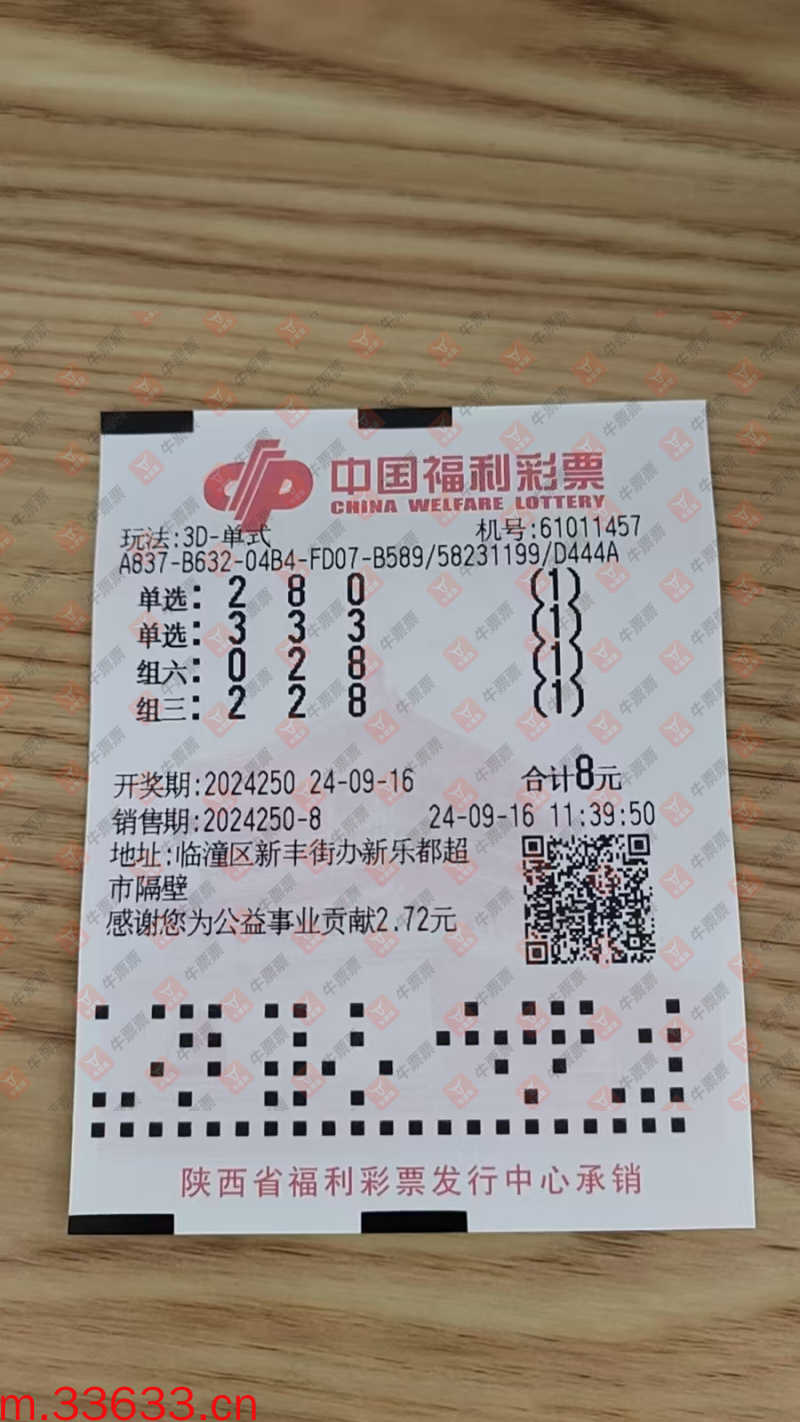 中国福利彩票
CHINA WELFARE LOTTERY
玩法:3D-单式 机号:61011457
A837-B632-04B4-FD07-B589/58231199/D444A
单选: 2 8 0 (1)
单选: 3 3 3 (1)
组六: 0 2 8 (1)
组三: 2 2 8 (1)
开奖期:2024250 24-09-16 合计8元
销售期:2024250-8 24-09-16 11:39:50
地址:临潼区新丰街办新乐都超
市隔壁
感谢您为公益事业贡献2.72元
陕西省福利彩票发行中心承销
牛票票
m.33633.cn